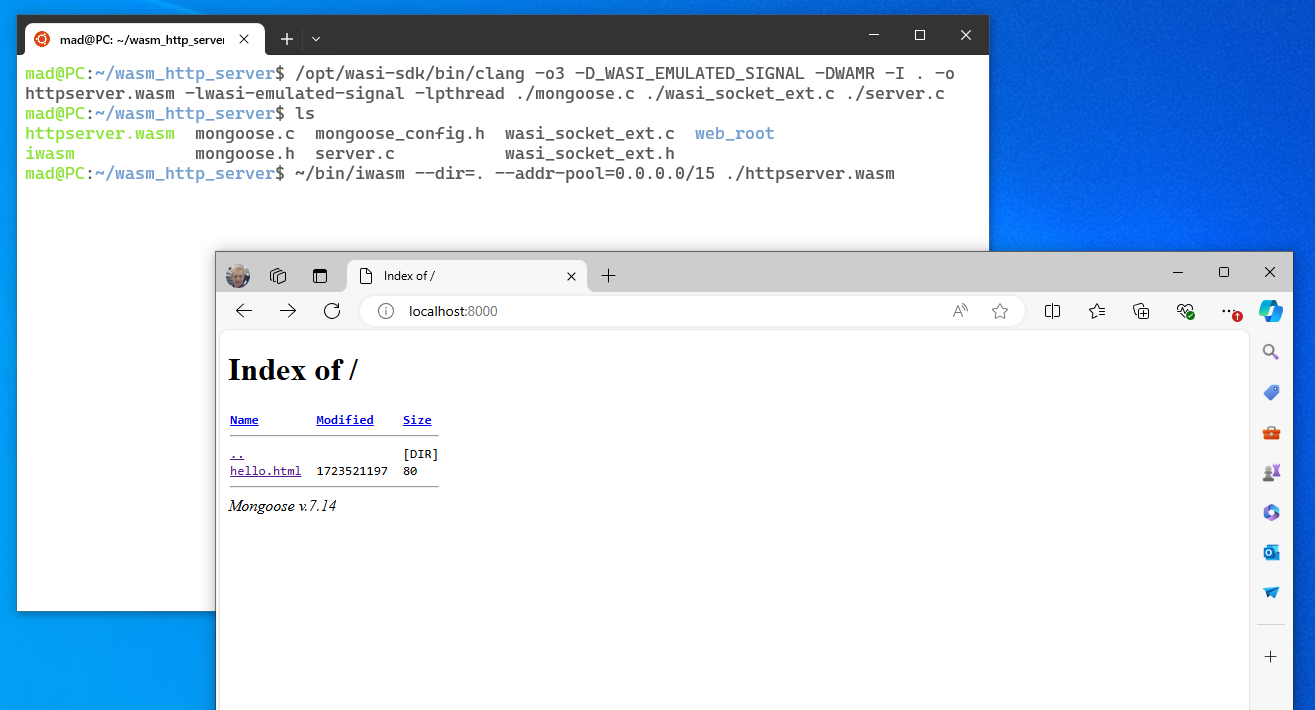 mad@PC: ~/wasm_http_server
mad@PC:~/wasm_http_server$ /opt/wasi-sdk/bin/clang -o3 -D_WASI_EMULATED_SIGNAL -DWAMR -I . -o
httpserver.wasm -lwasi-emulated-signal -lpthread ./mongoose.c ./wasi_socket_ext.c ./server.c
mad@PC:~/wasm_http_server$ ls
httpserver.wasm mongoose.c mongoose_config.h wasi_socket_ext.c web_root
iwasm mongoose.h server.c wasi_socket_ext.h
mad@PC:~/wasm_http_server$ ~/bin/iwasm --dir=. --addr-pool=0.0.0.0/15 ./httpserver.wasm
Index of /
localhost:8000
Index of /
Name Modified Size
.. [DIR]
hello.html 1723521197 80
Mongoose v.7.14